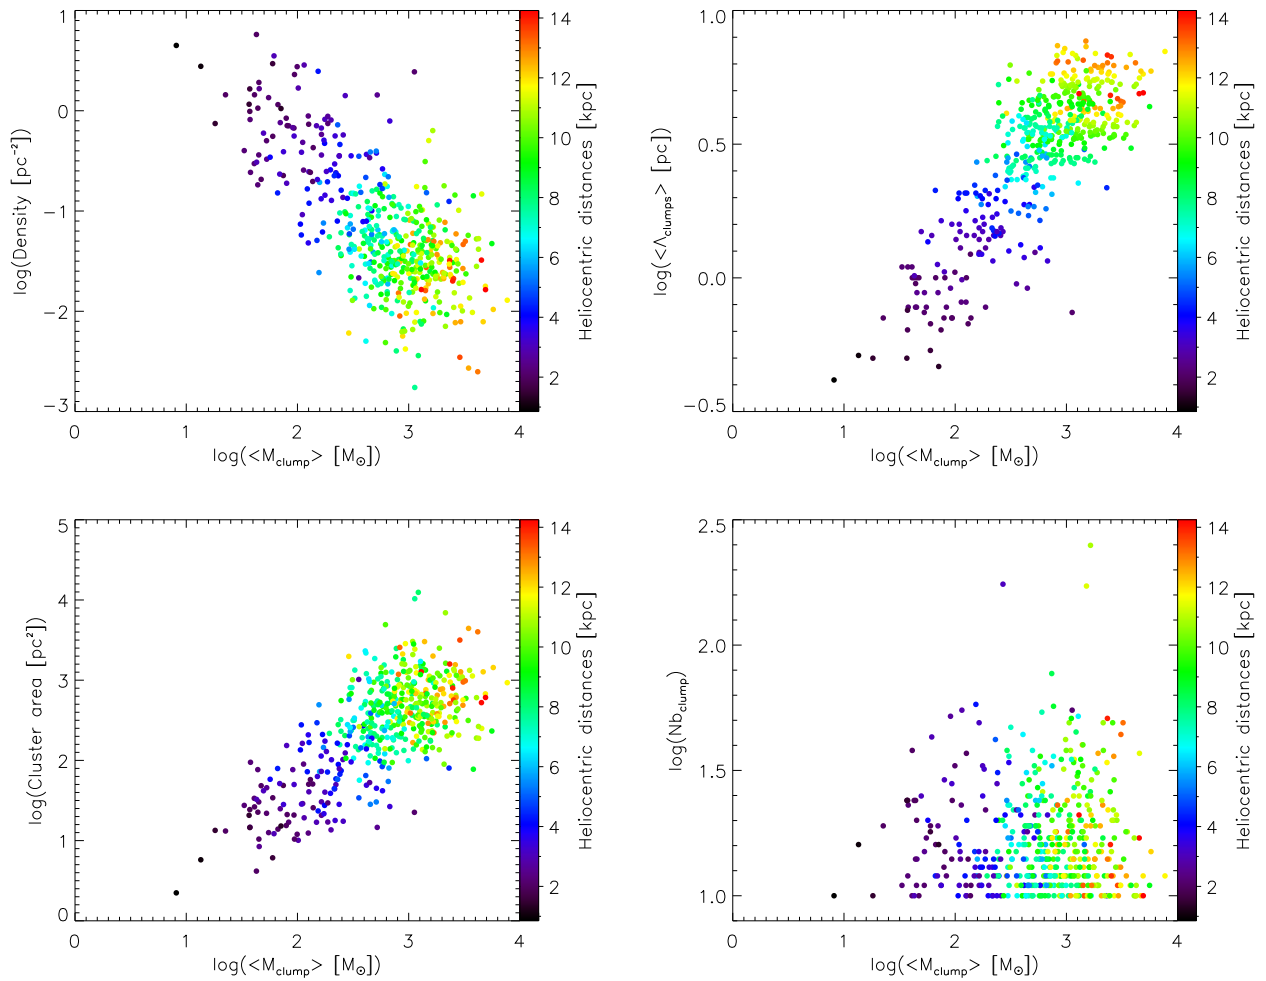 1
0
−1
−2
−3
log(Density [pc⁻²])
0 1 2 3 4
log(<M_clump> [M_⊙])
14
12
10
8
6
4
2
Heliocentric distances [kpc]
1.0
0.5
0.0
−0.5
log(<Λ_clumps> [pc])
0 1 2 3 4
log(<M_clump> [M_⊙])
14
12
10
8
6
4
2
Heliocentric distances [kpc]
5
4
3
2
1
0
log(Cluster area [pc²])
0 1 2 3 4
log(<M_clump> [M_⊙])
14
12
10
8
6
4
2
Heliocentric distances [kpc]
2.5
2.0
1.5
1.0
log(Nb_clump)
0 1 2 3 4
log(<M_clump> [M_⊙])
14
12
10
8
6
4
2
Heliocentric distances [kpc]